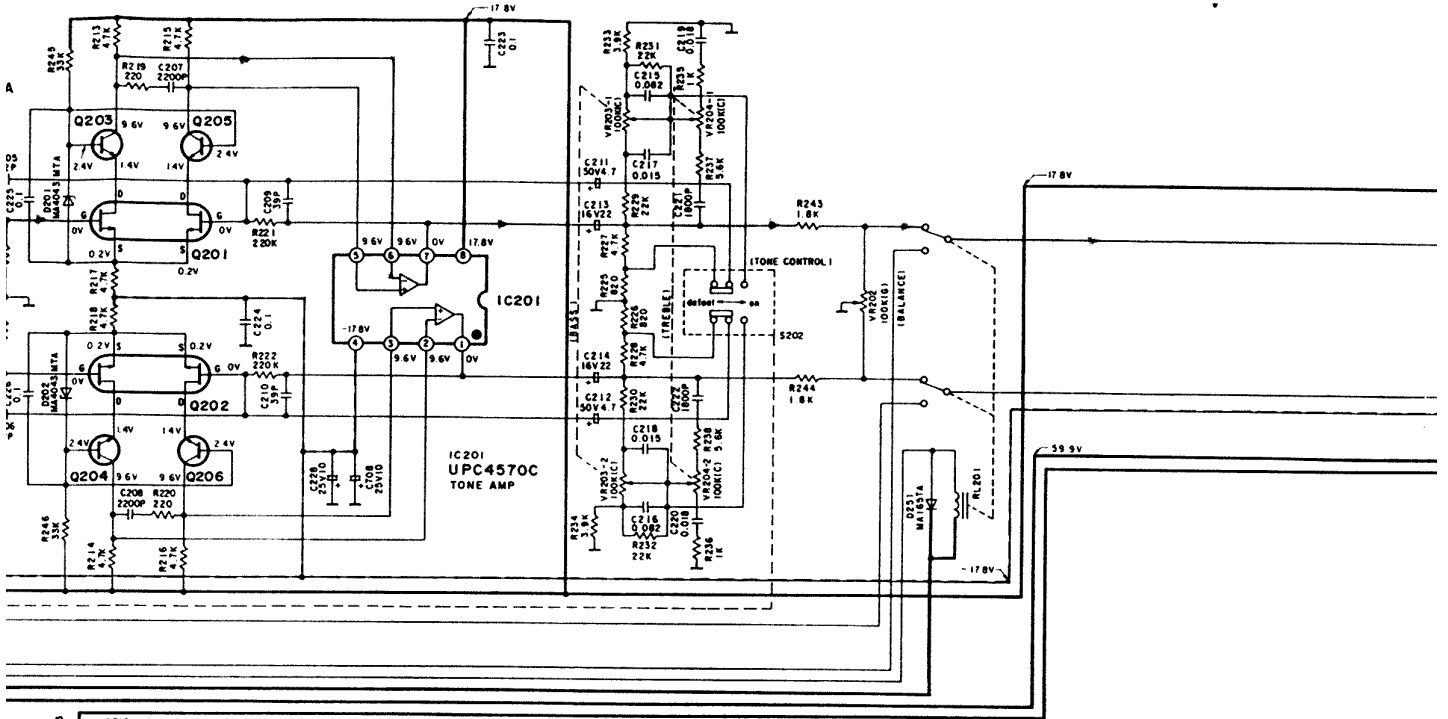 17.8V
R213
4.7K
R215
4.7K
R245
33K
R219
220
C207
2200P
C223
0.1
A
Q203
9.6V
9.6V
Q205
2.4V
1.4V
1.4V
2.4V
D201
MA4043 MTA
C225
0.1
D
D
G
0V
G
0V
S
S
0.2V
0.2V
Q201
R221
220K
C209
39P
R217
4.7K
R218
4.7K
C224
0.1
9.6V
9.6V
0V
17.8V
5
6
7
8
IC201
-17.8V
4
3
2
1
9.6V
9.6V
0V
0.2V
S
S
0.2V
G
0V
G
0V
D
D
Q202
R222
220K
C210
39P
D202
MA4043 MTA
C226
0.1
2.4V
1.4V
1.4V
2.4V
Q204
9.6V
9.6V
Q206
C208
2200P
R220
220
R246
33K
R214
4.7K
R216
4.7K
C228
25V10
C708
25V10
IC201
UPC4570C
TONE AMP
R233
3.9K
R231
22K
C219
0.018
C215
0.082
R235
1K
VR203-1
100K(C)
VR204-1
100K(C)
C217
0.015
R237
5.6K
C211
50V4.7
R229
22K
C221
1800P
C213
16V22
R227
4.7K
R225
820
R226
820
R228
4.7K
(BASS)
(TREBLE)
(TONE CONTROL)
defeat
on
S202
C214
16V22
R230
22K
C222
1800P
C212
50V4.7
C218
0.015
R238
5.6K
VR203-2
100K(C)
VR204-2
100K(C)
C216
0.082
C220
0.018
R234
3.9K
R232
22K
R236
1K
R243
1.8K
VR202
100K(G)
(BALANCE)
R244
1.8K
17.8V
59.9V
D251
MA165TA
RL201
-17.8V